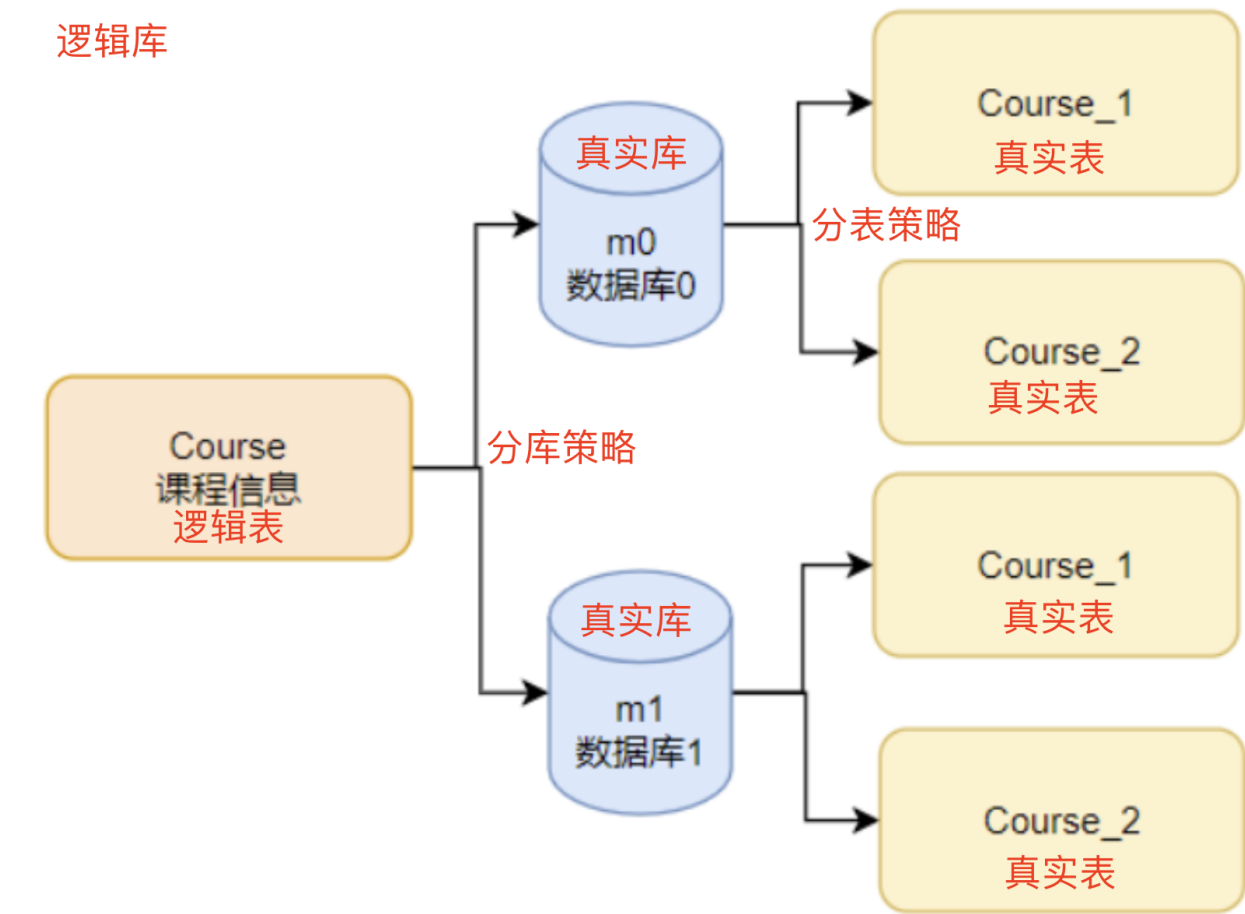 逻辑库
Course
课程信息
逻辑表
分库策略
真实库
m0
数据库0
分表策略
Course_1
真实表
Course_2
真实表
真实库
m1
数据库1
Course_1
真实表
Course_2
真实表